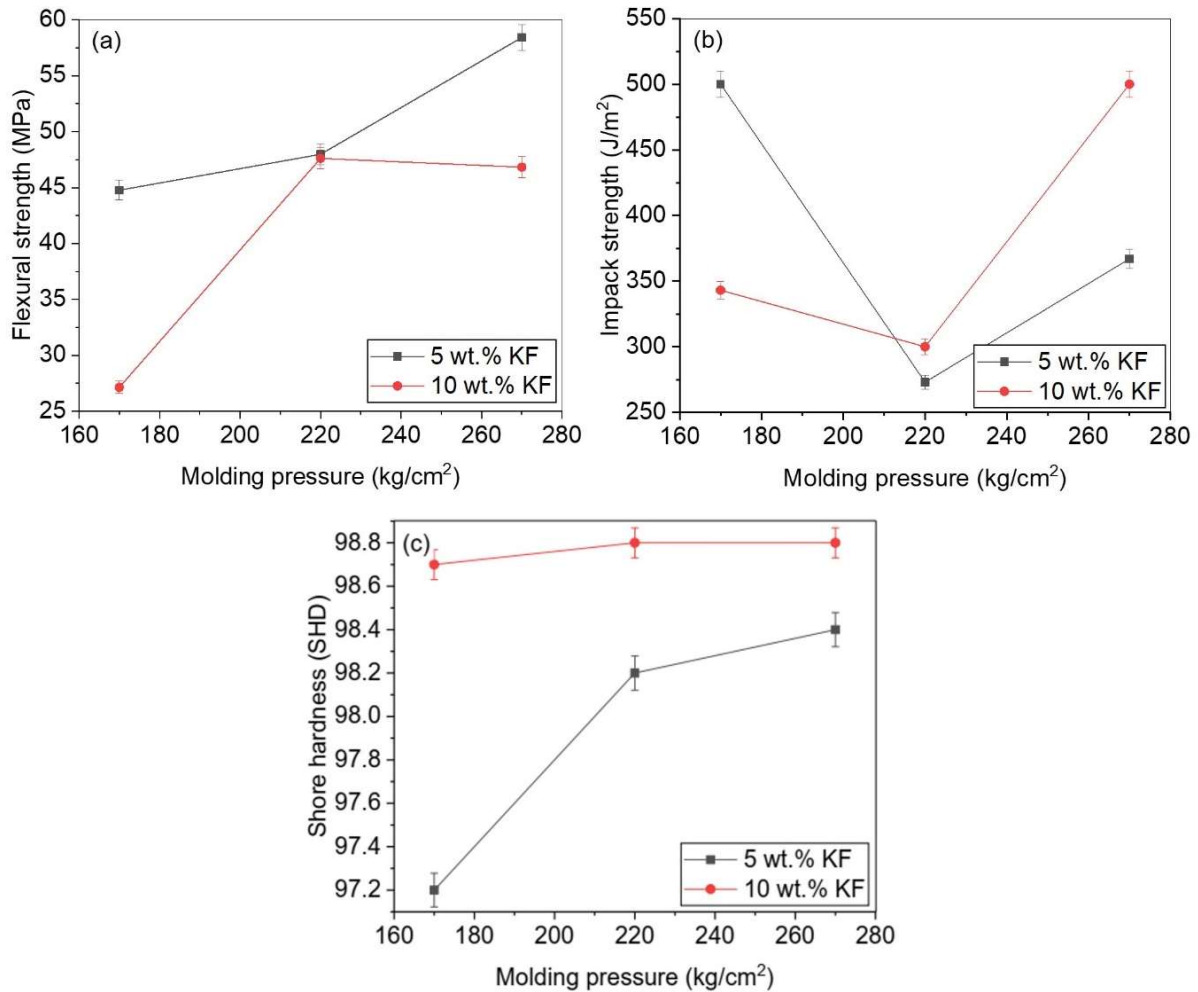 (a)
Flexural strength (MPa)
60
55
50
45
40
35
30
25
5 wt.% KF
10 wt.% KF
160 180 200 220 240 260 280
Molding pressure (kg/cm²)
(b)
Impack strength (J/m²)
550
500
450
400
350
300
250
5 wt.% KF
10 wt.% KF
160 180 200 220 240 260 280
Molding pressure (kg/cm²)
(c)
Shore hardness (SHD)
98.8
98.6
98.4
98.2
98.0
97.8
97.6
97.4
97.2
5 wt.% KF
10 wt.% KF
160 180 200 220 240 260 280
Molding pressure (kg/cm²)